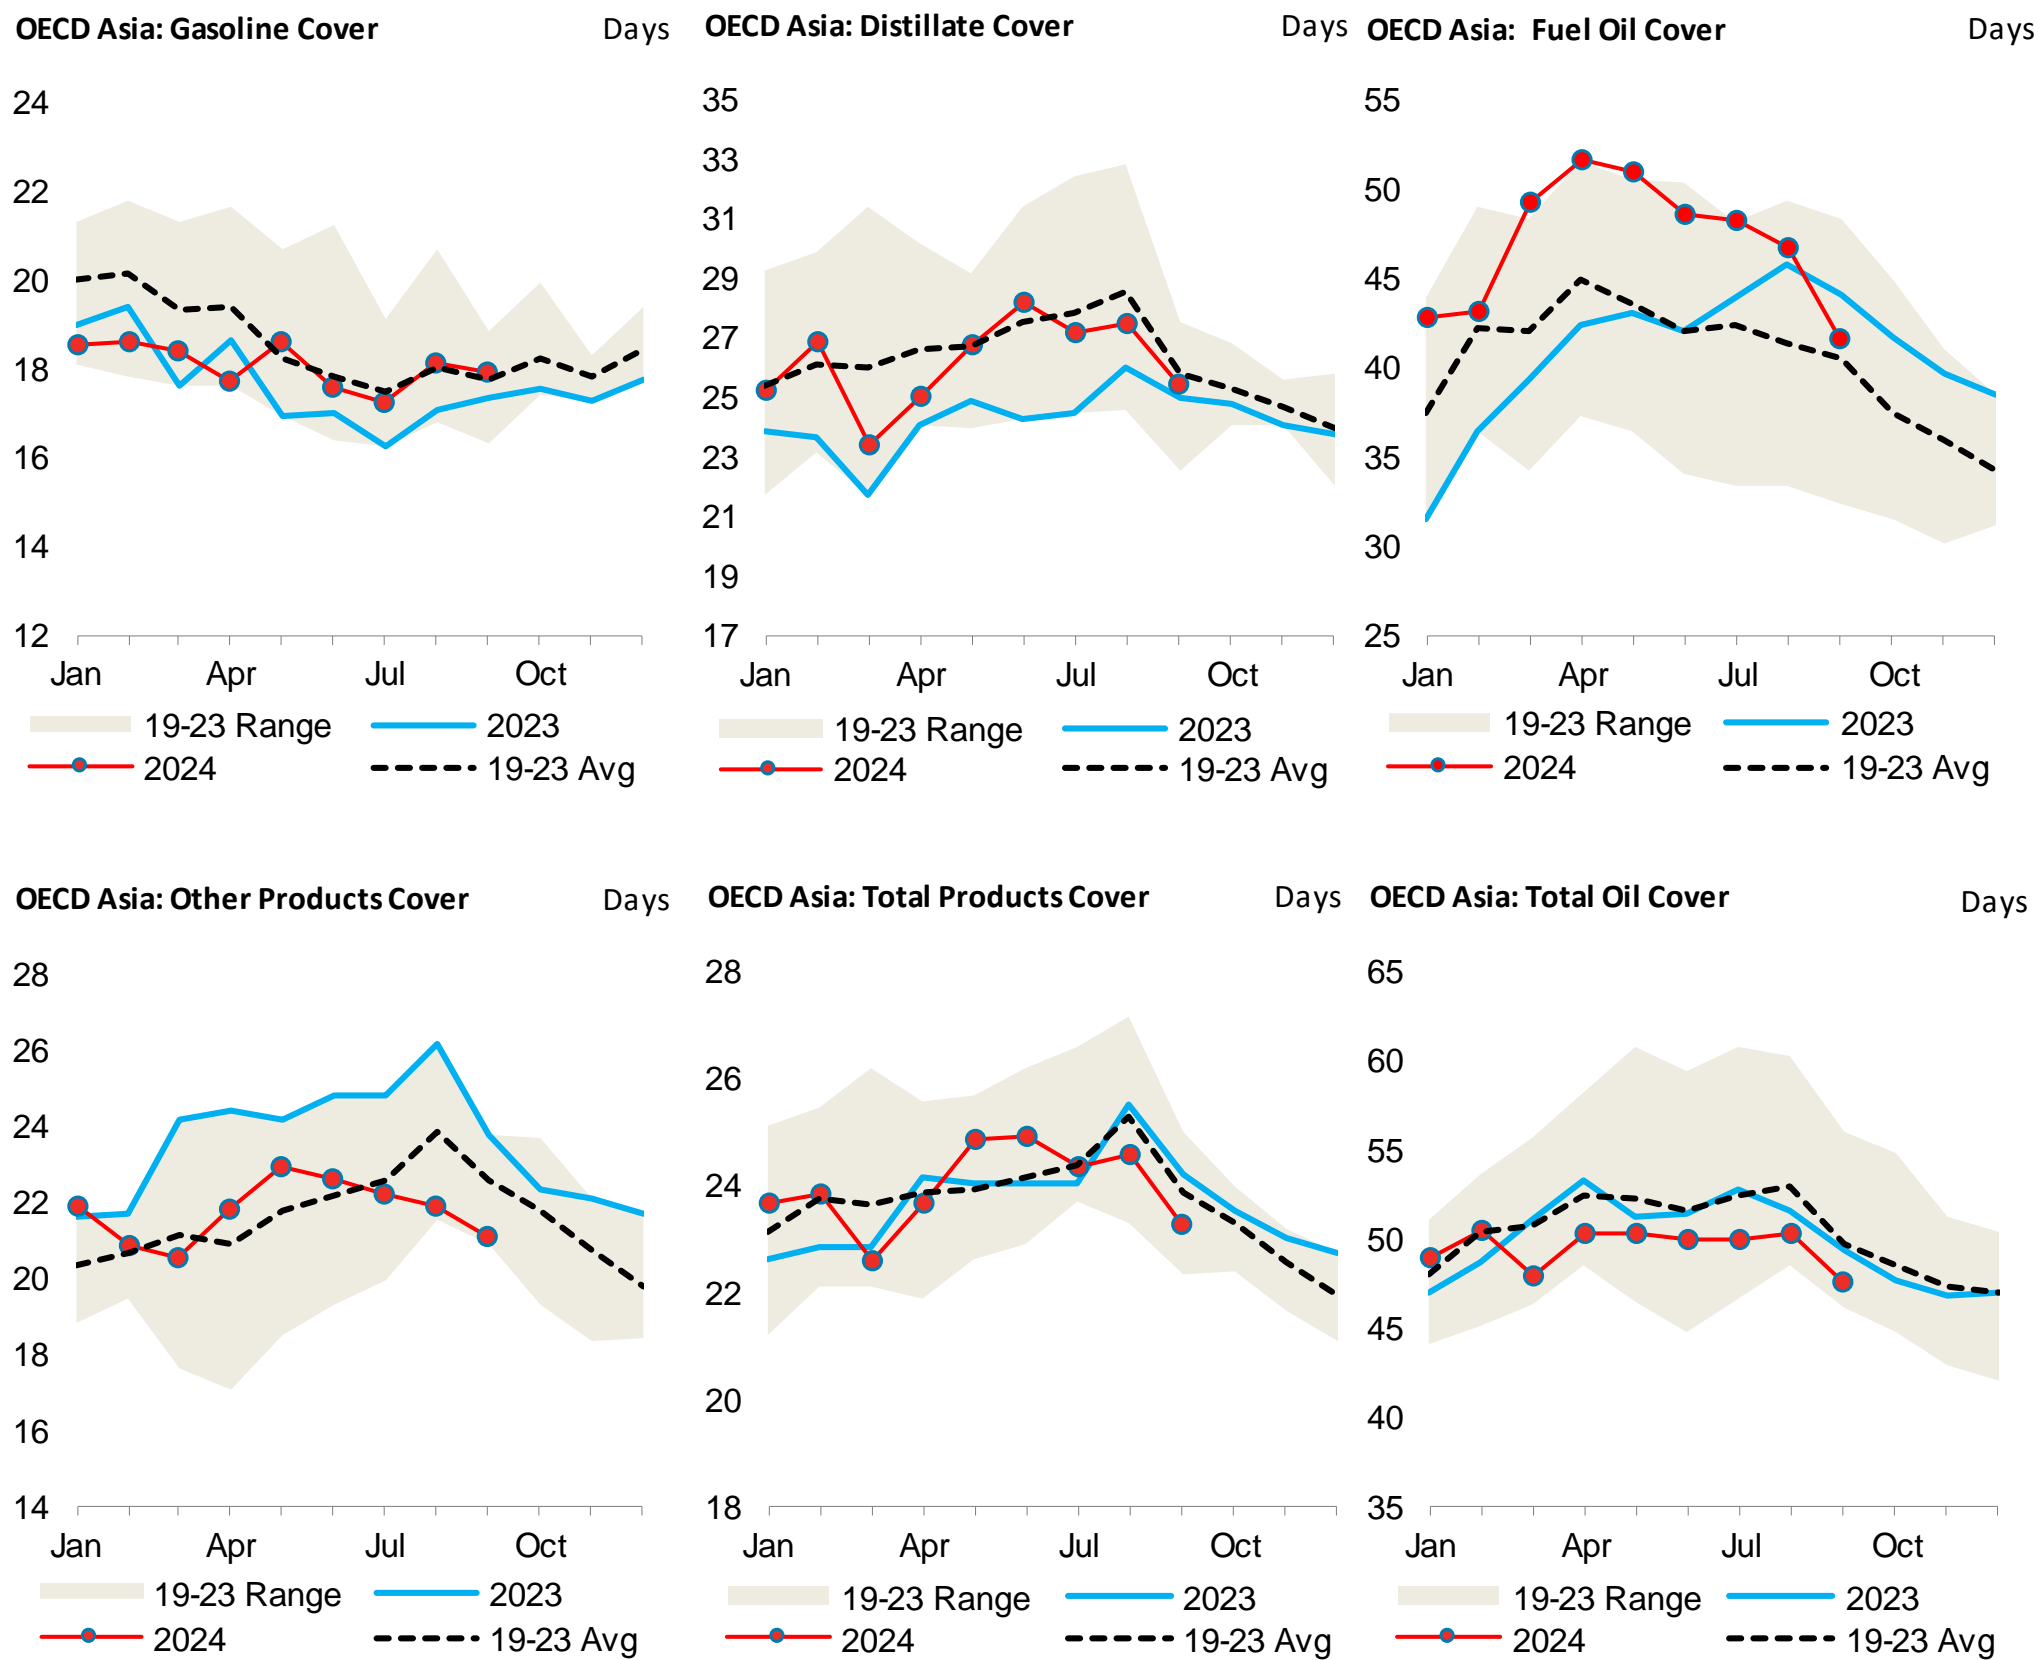 OECD Asia: Gasoline Cover Days
24
22
20
18
16
14
12
Jan Apr Jul Oct
19-23 Range 2023
2024 19-23 Avg
OECD Asia: Distillate Cover Days
35
33
31
29
27
25
23
21
19
17
Jan Apr Jul Oct
19-23 Range 2023
2024 19-23 Avg
OECD Asia: Fuel Oil Cover Days
55
50
45
40
35
30
25
Jan Apr Jul Oct
19-23 Range 2023
2024 19-23 Avg
OECD Asia: Other Products Cover Days
28
26
24
22
20
18
16
14
Jan Apr Jul Oct
19-23 Range 2023
2024 19-23 Avg
OECD Asia: Total Products Cover Days
28
26
24
22
20
18
Jan Apr Jul Oct
19-23 Range 2023
2024 19-23 Avg
OECD Asia: Total Oil Cover Days
65
60
55
50
45
40
35
Jan Apr Jul Oct
19-23 Range 2023
2024 19-23 Avg